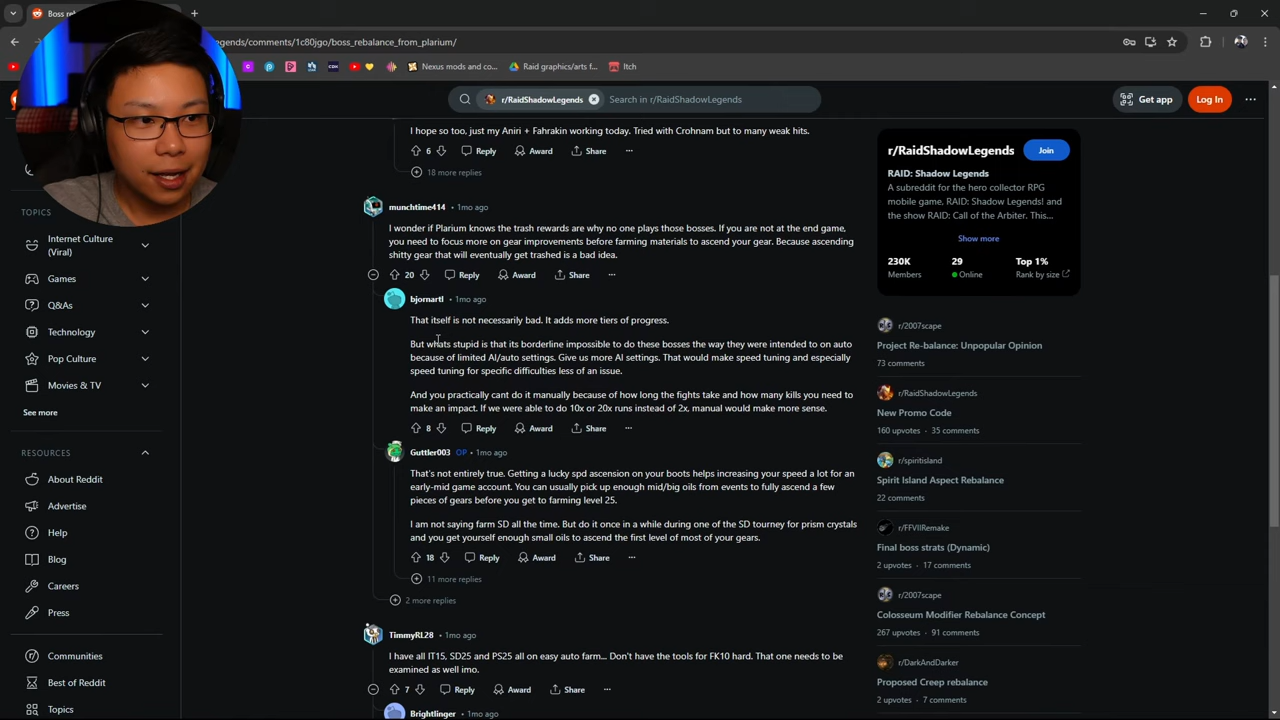 Boss reb
egends/comments/1c80jgo/boss_rebalance_from_plarium/
Nexus mods and co...
Raid graphics/arts f...
Itch
r/RaidShadowLegends
Search in r/RaidShadowLegends
Get app
Log In
TOPICS
Internet Culture
(Viral)
Games
Q&As
Technology
Pop Culture
Movies & TV
See more
RESOURCES
About Reddit
Advertise
Help
Blog
Careers
Press
Communities
Best of Reddit
Topics
I hope so too, just my Aniri + Fahrakin working today. Tried with Crohnam but to many weak hits.
6 Reply Award Share
18 more replies
munchtime414 • 1mo ago
I wonder if Plarium knows the trash rewards are why no one plays those bosses. If you are not at the end game,
you need to focus more on gear improvements before farming materials to ascend your gear. Because ascending
shitty gear that will eventually get trashed is a bad idea.
20 Reply Award Share
bjornartl • 1mo ago
That itself is not necessarily bad. It adds more tiers of progress.
But whats stupid is that its borderline impossible to do these bosses the way they were intended to on auto
because of limited AI/auto settings. Give us more AI settings. That would make speed tuning and especially
speed tuning for specific difficulties less of an issue.
And you practically cant do it manually because of how long the fights take and how many kills you need to
make an impact. If we were able to do 10x or 20x runs instead of 2x, manual would make more sense.
8 Reply Award Share
Guttler003 OP • 1mo ago
That's not entirely true. Getting a lucky spd ascension on your boots helps increasing your speed a lot for an
early-mid game account. You can usually pick up enough mid/big oils from events to fully ascend a few
pieces of gears before you get to farming level 25.
I am not saying farm SD all the time. But do it once in a while during one of the SD tourney for prism crystals
and you get yourself enough small oils to ascend the first level of most of your gears.
18 Reply Award Share
11 more replies
2 more replies
TimmyRL28 • 1mo ago
I have all IT15, SD25 and PS25 all on easy auto farm... Don't have the tools for FK10 hard. That one needs to be
examined as well imo.
7 Reply Award Share
Brightlinger • 1mo ago
r/RaidShadowLegends
Join
RAID: Shadow Legends
A subreddit for the hero collector RPG
mobile game, RAID: Shadow Legends! and
the show RAID: Call of the Arbiter. This...
Show more
230K 29 Top 1%
Members Online Rank by size
r/2007scape
Project Re-balance: Unpopular Opinion
73 comments
r/RaidShadowLegends
New Promo Code
160 upvotes • 35 comments
r/spiritisland
Spirit Island Aspect Rebalance
22 comments
r/FFVIIRemake
Final boss strats (Dynamic)
2 upvotes • 17 comments
r/2007scape
Colosseum Modifier Rebalance Concept
267 upvotes • 91 comments
r/DarkAndDarker
Proposed Creep rebalance
2 upvotes • 7 comments